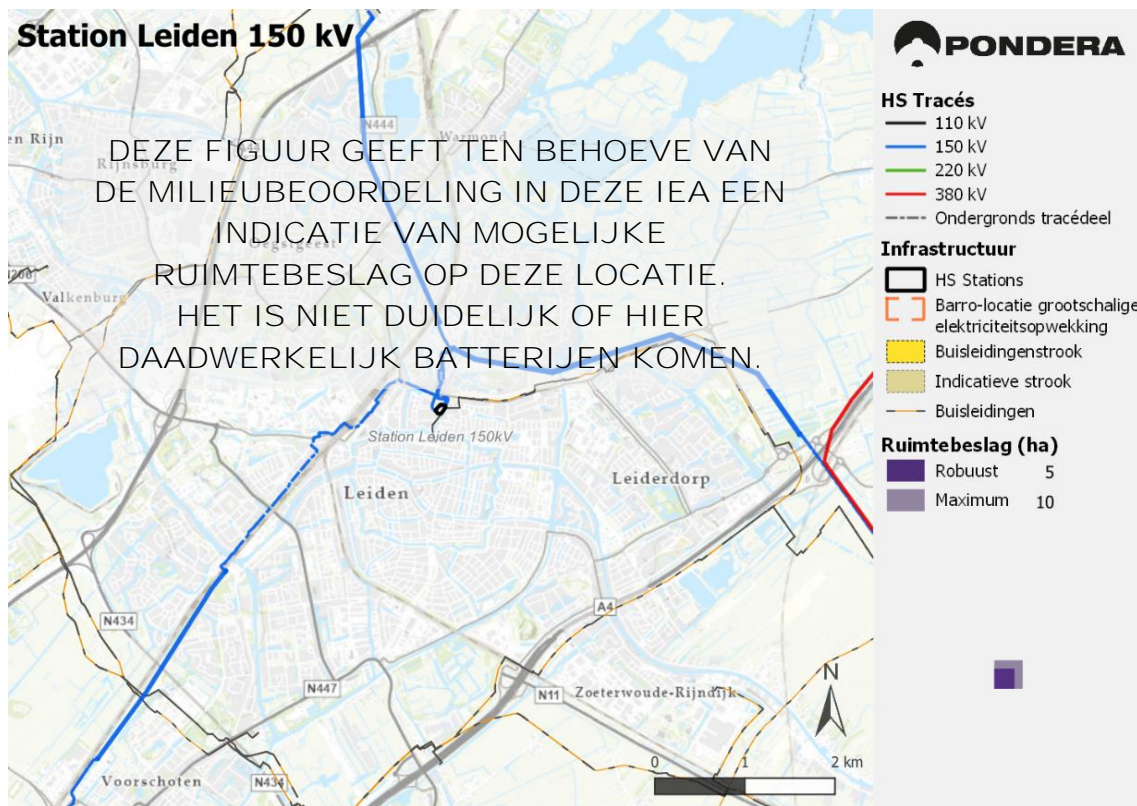 Station Leiden 150 kV
N444
en Rijn
Warmond
Rijnsburg
DEZE FIGUUR GEEFT TEN BEHOEVE VAN
DE MILIEUBEOORDELING IN DEZE IEA EEN
INDICATIE VAN MOGELIJKE
Oegstgeest
RUIMTEBESLAG OP DEZE LOCATIE.
N206
Valkenburg
HET IS NIET DUIDELIJK OF HIER
DAADWERKELIJK BATTERIJEN KOMEN.
Station Leiden 150kV
Leiderdorp
Leiden
A4
N434
N447
N11
Zoeterwoude-Rijndijk
Voorschoten
N434
N
0 1 2 km
PONDERA
HS Tracés
110 kV
150 kV
220 kV
380 kV
Ondergronds tracédeel
Infrastructuur
HS Stations
Barro-locatie grootschalige
elektriciteitsopwekking
Buisleidingenstrook
Indicatieve strook
Buisleidingen
Ruimtebeslag (ha)
Robuust 5
Maximum 10